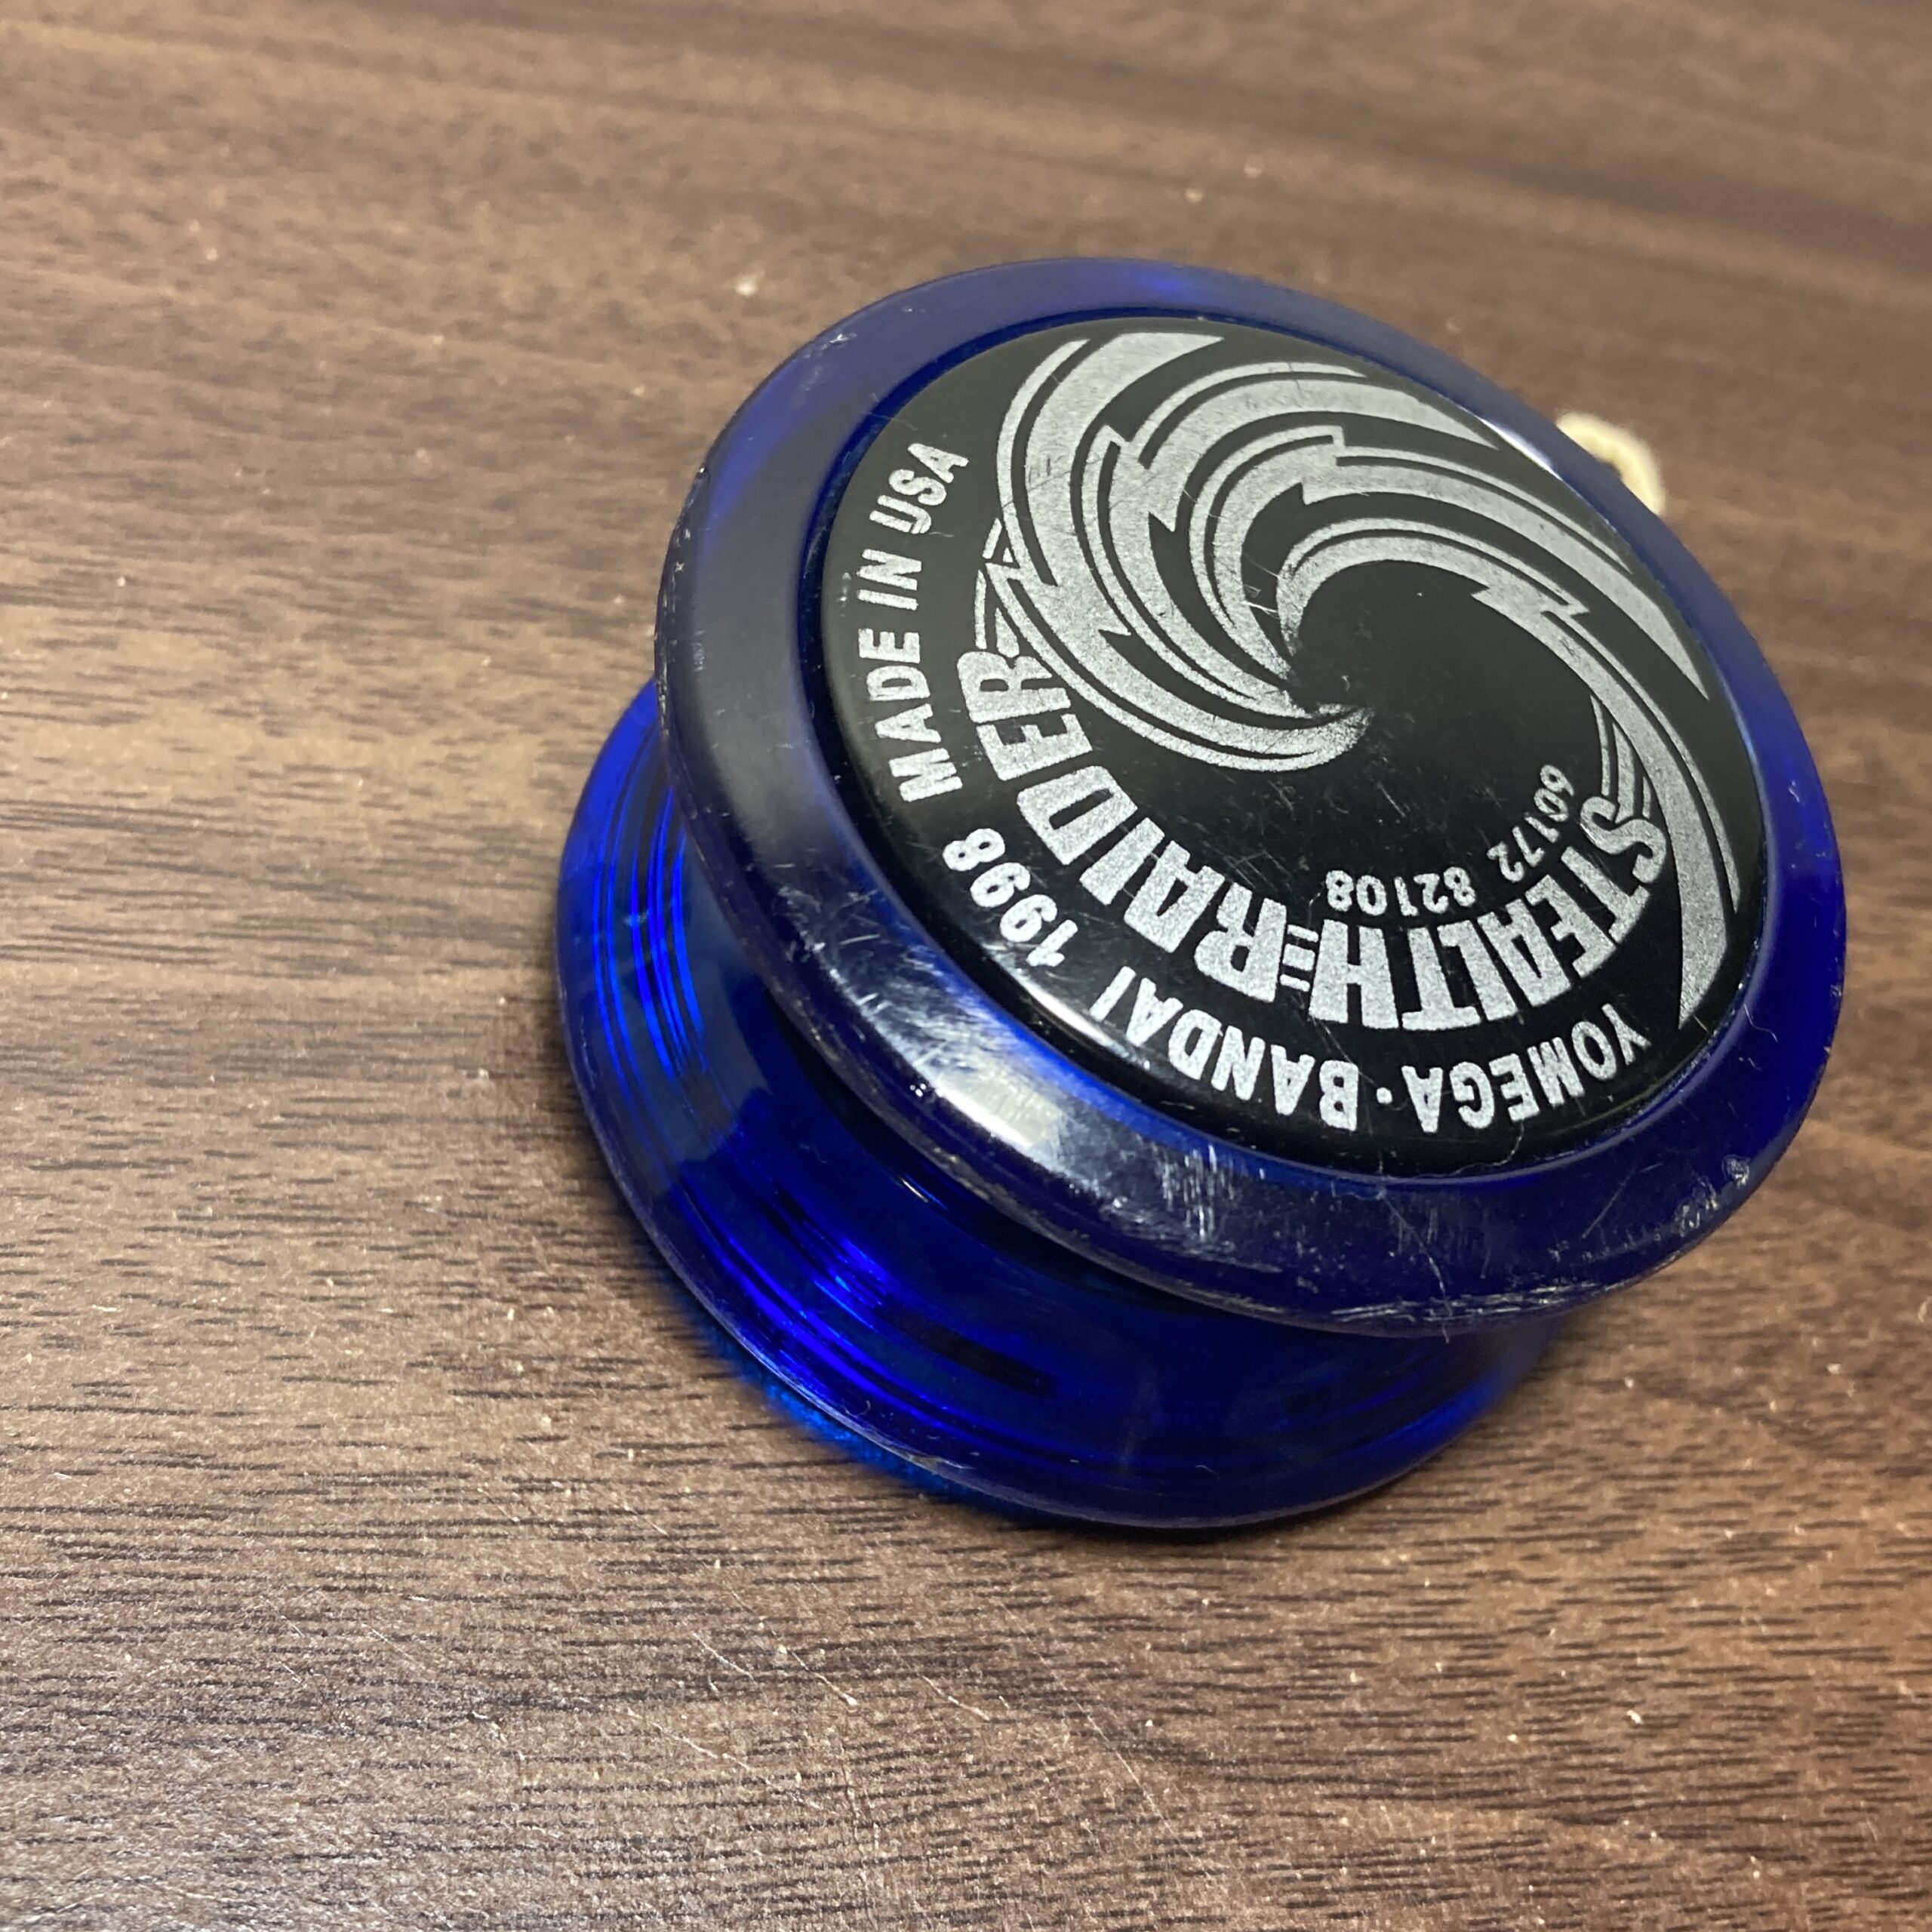 60172 82108
STEALTH=RAIDER
YOMEGA·BANDAI 1998 MADE IN USA